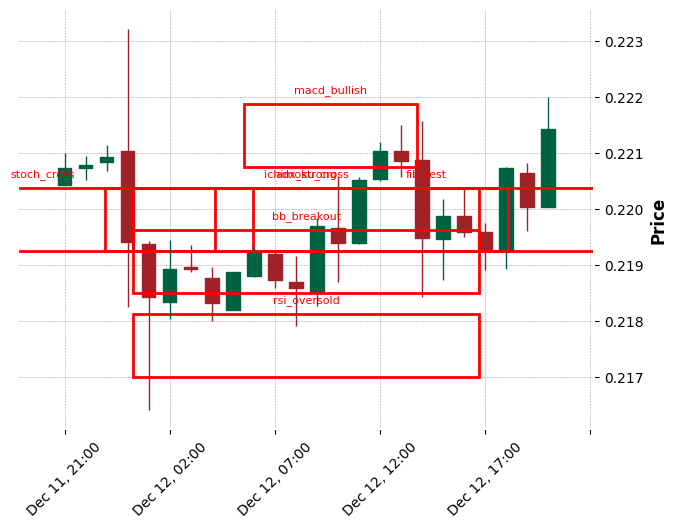 0.223
macd_bullish
0.222
0.221
stoch_cross
fib_test
0.220
bb_breakout
Price
0.219
rsi_oversold
0.218
0.217
Dec 11, 21:00
Dec 12, 02:00
Dec 12, 07:00
Dec 12, 12:00
Dec 12, 17:00